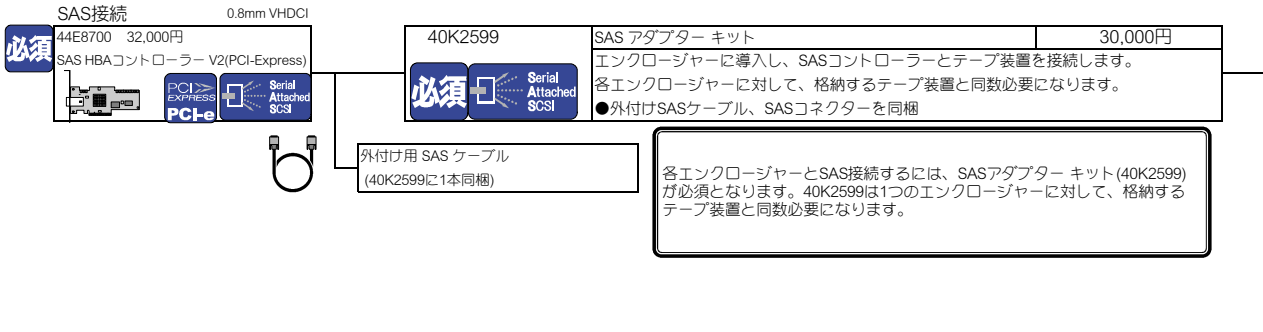 SAS接続
0.8mm VHDCI
必須
44E8700 32,000円
SAS HBAコントローラー V2(PCI-Express)
PCI EXPRESS
PCI-e
Serial
Attached
SCSI
40K2599
SAS アダプター キット
30,000円
必須
Serial
Attached
SCSI
エンクロージャーに導入し、SASコントローラーとテープ装置を接続します。
各エンクロージャーに対して、格納するテープ装置と同数必要になります。
●外付けSASケーブル、SASコネクターを同梱
外付け用 SAS ケーブル
(40K2599に1本同梱)
各エンクロージャーとSAS接続するには、SASアダプター キット(40K2599)
が必須となります。40K2599は1つのエンクロージャーに対して、格納する
テープ装置と同数必要になります。